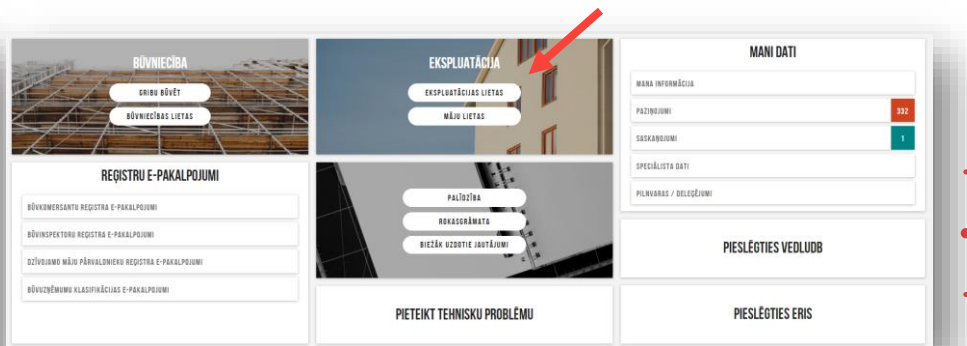 BŪVNIECĪBA
GRIBU BŪVĒT
BŪVNIECĪBAS LIETAS
EKSPLUATĀCIJA
EKSPLUATĀCIJAS LIETAS
MĀJU LIETAS
MANI DATI
MANA INFORMĀCIJA
PAZIŅOJUMI 332
SASKAŅOJUMI 1
SPECIĀLISTA DATI
PILNVARAS / DELEĢĒJUMI
REĢISTRU E-PAKALPOJUMI
BŪVKOMERSANTU REĢISTRA E-PAKALPOJUMI
BŪVINSPEKTORU REĢISTRA E-PAKALPOJUMI
DZĪVOJAMO MĀJU PĀRVALDNIEKU REĢISTRA E-PAKALPOJUMI
BŪVUZŅĒMUMU KLASIFIKĀCIJAS E-PAKALPOJUMI
PALĪDZĪBA
ROKASGRĀMATA
BIEŽĀK UZDOTIE JAUTĀJUMI
PIESLĒGTIES VEDLUDB
PIETEIKT TEHNISKU PROBLĒMU
PIESLĒGTIES ERIS